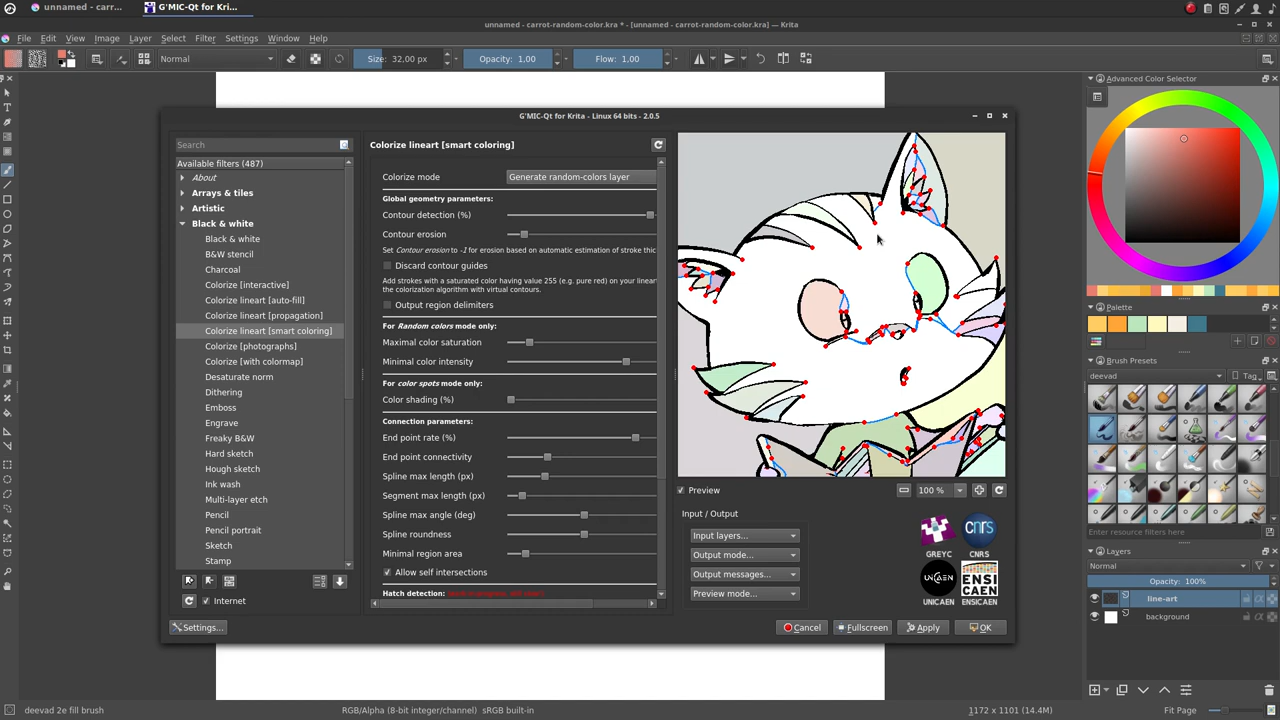 unnamed - carr...
G'MIC-Qt for Kri...
unnamed - carrot-random-color.kra * - [unnamed - carrot-random-color.kra] — Krita
File Edit View Image Layer Select Filter Settings Window Help
Normal
Size: 32,00 px
Opacity: 1,00
Flow: 1,00
G'MIC-Qt for Krita - Linux 64 bits - 2.0.5
Search
Available filters (487)
About
Arrays & tiles
Artistic
Black & white
Black & white
B&W stencil
Charcoal
Colorize [interactive]
Colorize lineart [auto-fill]
Colorize lineart [propagation]
Colorize lineart [smart coloring]
Colorize [photographs]
Colorize [with colormap]
Desaturate norm
Dithering
Emboss
Engrave
Freaky B&W
Hard sketch
Hough sketch
Ink wash
Multi-layer etch
Pencil
Pencil portrait
Sketch
Stamp
Internet
Settings...
Colorize lineart [smart coloring]
Colorize mode
Generate random-colors layer
Global geometry parameters:
Contour detection (%)
Contour erosion
Set Contour erosion to -1 for erosion based on automatic estimation of stroke thic
Discard contour guides
Add strokes with a saturated color having value 255 (e.g. pure red) on your linear
the colorization algorithm with virtual contours.
Output region delimiters
For Random colors mode only:
Maximal color saturation
Minimal color intensity
For color spots mode only:
Color shading (%)
Connection parameters:
End point rate (%)
End point connectivity
Spline max length (px)
Segment max length (px)
Spline max angle (deg)
Spline roundness
Minimal region area
Allow self intersections
Hatch detection:
Preview
100 %
Input / Output
Input layers...
Output mode...
Output messages...
Preview mode...
GREYC
CNRS
UNICAEN
ENSICAEN
Cancel
Fullscreen
Apply
OK
Advanced Color Selector
Palette
Brush Presets
deevad
Tag
Enter resource filters here
Layers
Normal
Opacity: 100%
line-art
background
deevad 2e fill brush
RGB/Alpha (8-bit integer/channel) sRGB built-in
1172 x 1101 (14.4M)
Fit Page